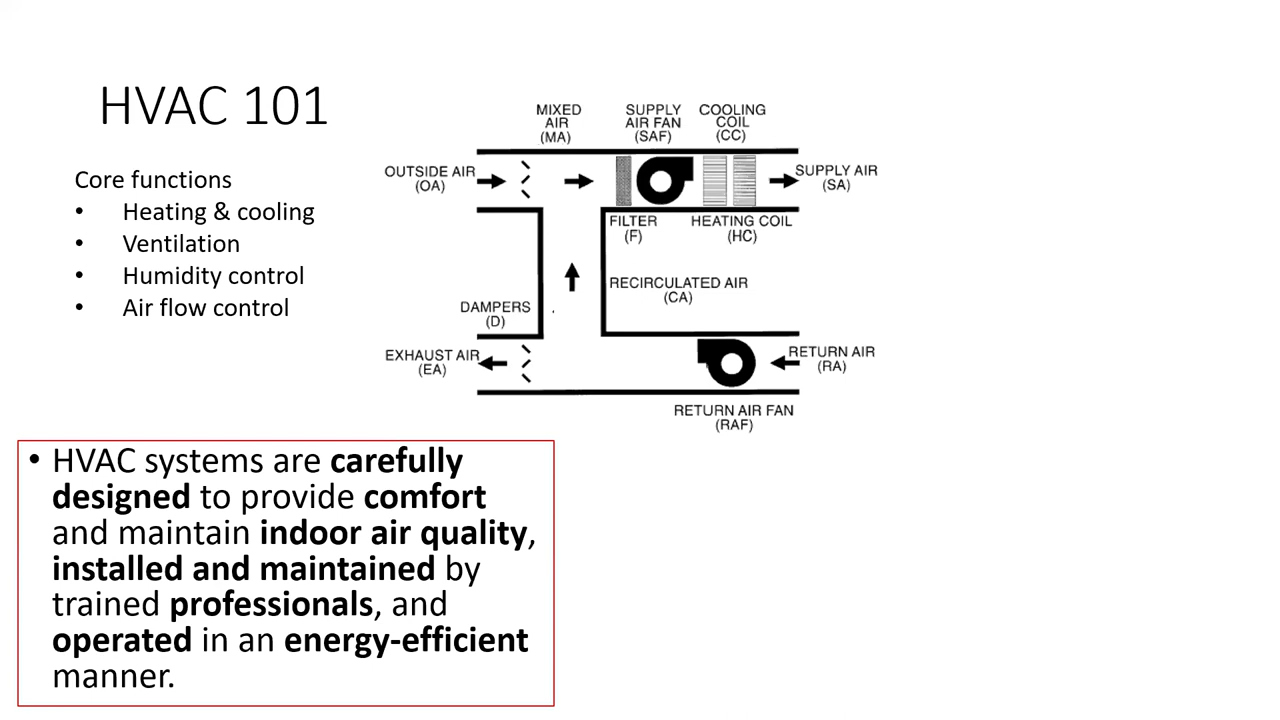 HVAC 101
Core functions
• Heating & cooling
• Ventilation
• Humidity control
• Air flow control
MIXED
AIR
(MA)
SUPPLY
AIR FAN
(SAF)
COOLING
COIL
(CC)
OUTSIDE AIR
(OA)
SUPPLY AIR
(SA)
FILTER
(F)
HEATING COIL
(HC)
RECIRCULATED AIR
(CA)
DAMPERS
(D)
EXHAUST AIR
(EA)
RETURN AIR
(RA)
RETURN AIR FAN
(RAF)
• HVAC systems are carefully
designed to provide comfort
and maintain indoor air quality,
installed and maintained by
trained professionals, and
operated in an energy-efficient
manner.